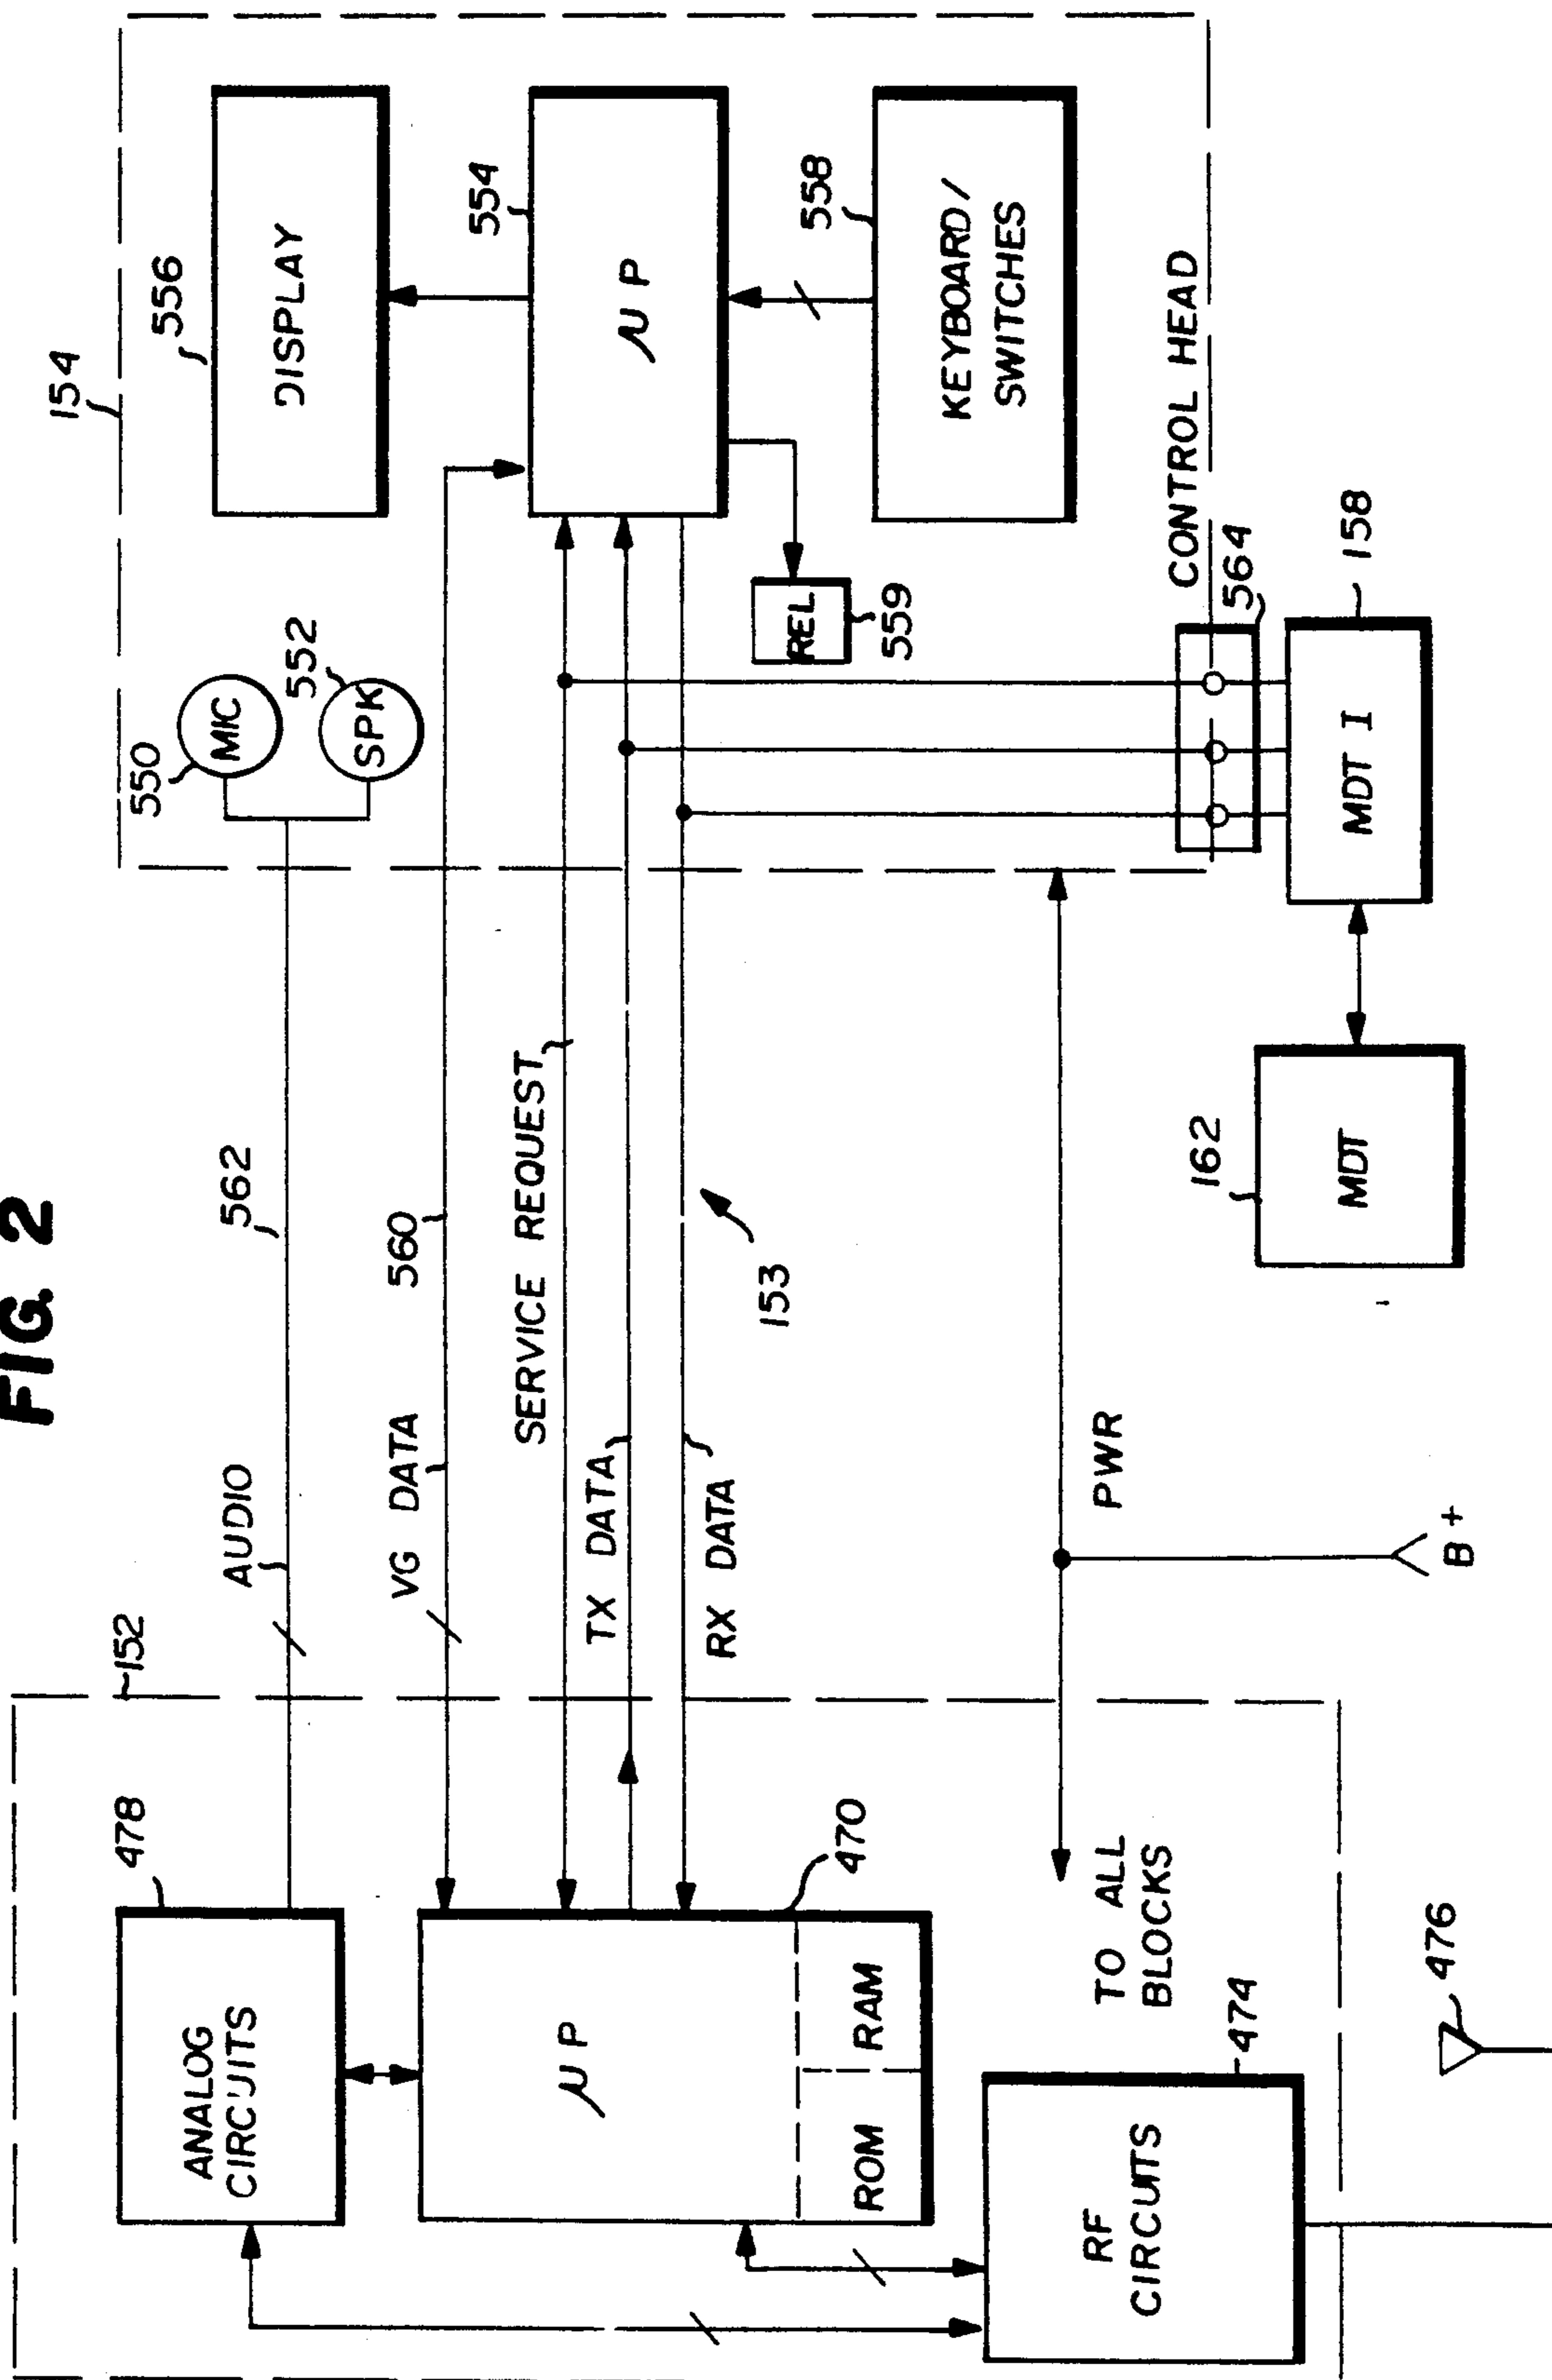 FIG. 2
154
556
DISPLAY
554
μP
558
KEYBOARD/
SWITCHES
CONTROL HEAD
550
MIC
552
SPK
REL
559
564
158
MDT I
162
MDT
562
AUDIO
560
VG DATA
SERVICE REQUEST
TX DATA
RX DATA
153
PWR
B+
152
478
ANALOG
CIRCUITS
470
μP
ROM
RAM
TO ALL
BLOCKS
474
RF
CIRCUITS
476